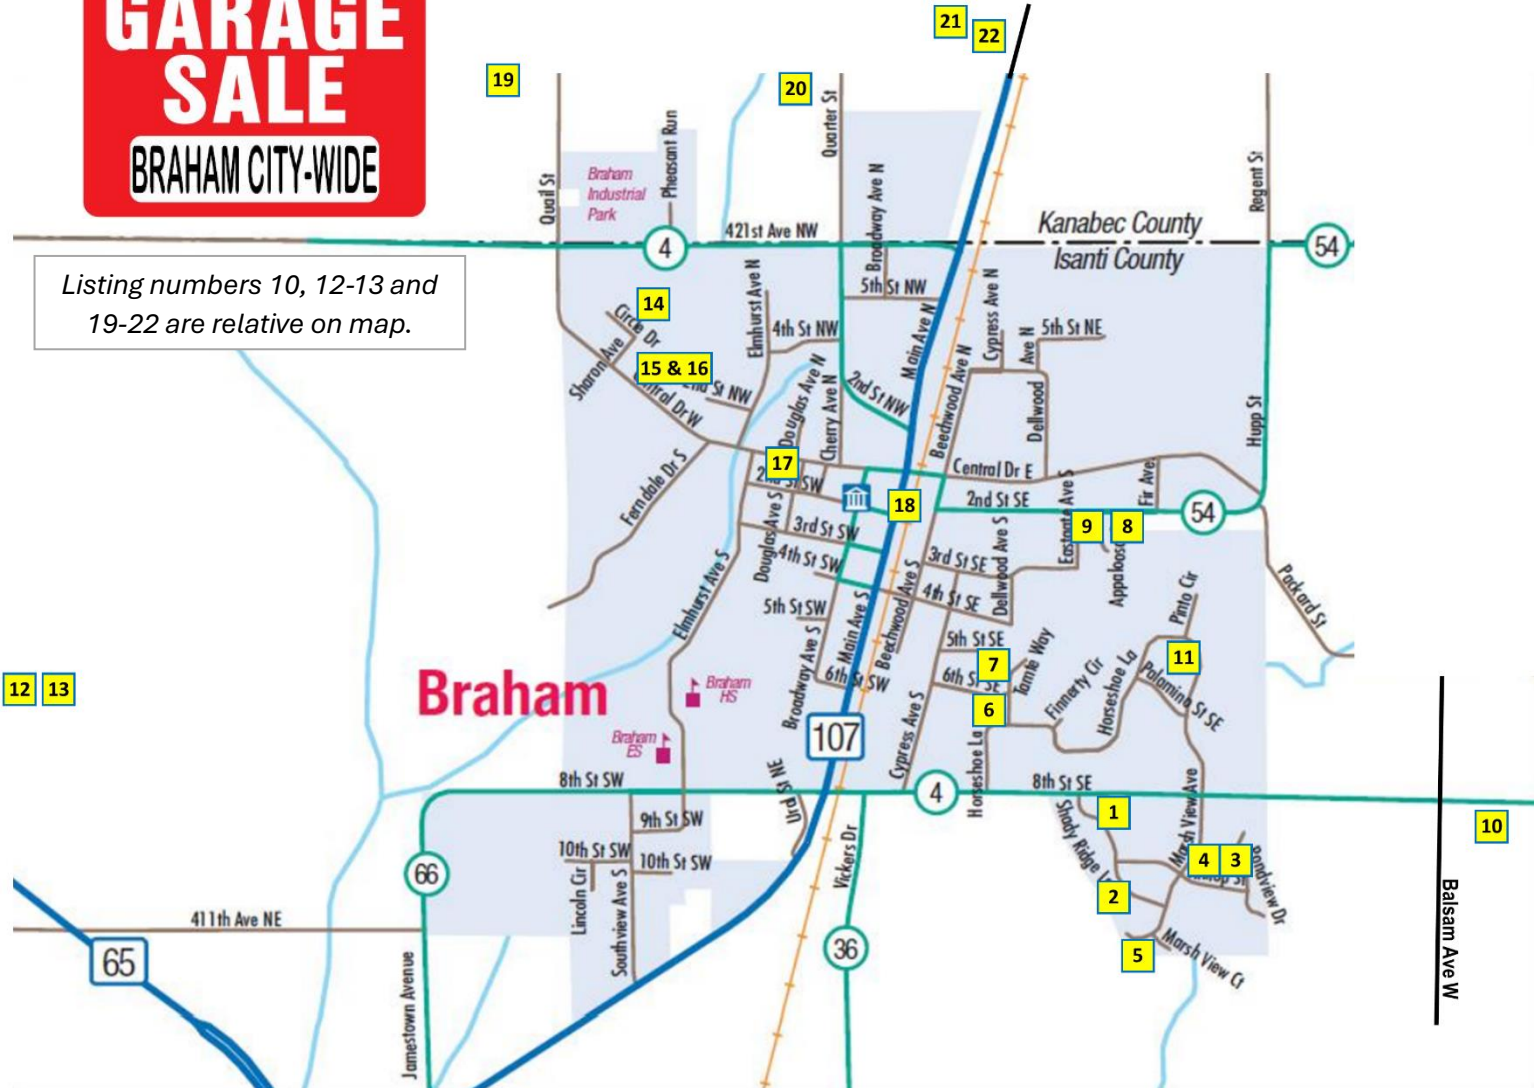 GARAGE
SALE
BRAHAM CITY-WIDE
21
22
19
20
Quail St
Pheasant Run
Quarter St
Broadway Ave N
Regent St
Braham
Industrial
Park
4
421st Ave NW
Kanabec County
Isanti County
54
Listing numbers 10, 12-13 and
19-22 are relative on map.
14
Circle Dr
Sharon Ave
15 & 16
Elmhurst Ave N
4th St NW
5th St NW
Main Ave N
Cypress Ave N
Ave N
Dellwood
5th St NE
St NW
Dr W
Douglas Ave N
Cherry Ave N
2nd St NW
Beechwood Ave N
Hupp St
Ferndale Dr S
17
SW
18
Central Dr E
2nd St SE
Fir Ave
54
9
8
Douglas Ave S
3rd St SW
4th St SW
Elmhurst Ave S
3rd St SE
4th St SE
Dellwood Ave S
Eastgate Ave S
Packard St
Pinto Cir
5th St SW
Broadway Ave S
Main Ave S
Beechwood Ave S
6th St SW
5th St SE
6th St SE
7
6
Tamie Way
Finnerty Cir
Horseshoe La
Palomino St SE
11
12
13
Braham
Braham
HS
Braham
ES
107
Cypress Ave S
Horseshoe La
8th St SW
4
8th St SE
1
10
9th St SW
10th St SW
10th St SW
Lincoln Cir
Southview Ave S
Vickers Dr
Shady Ridge
Marsh View Ave
4
3
Pondview Dr
2
5
Marsh View Ct
Balsam Ave W
66
411th Ave NE
65
Jamestown Avenue
36